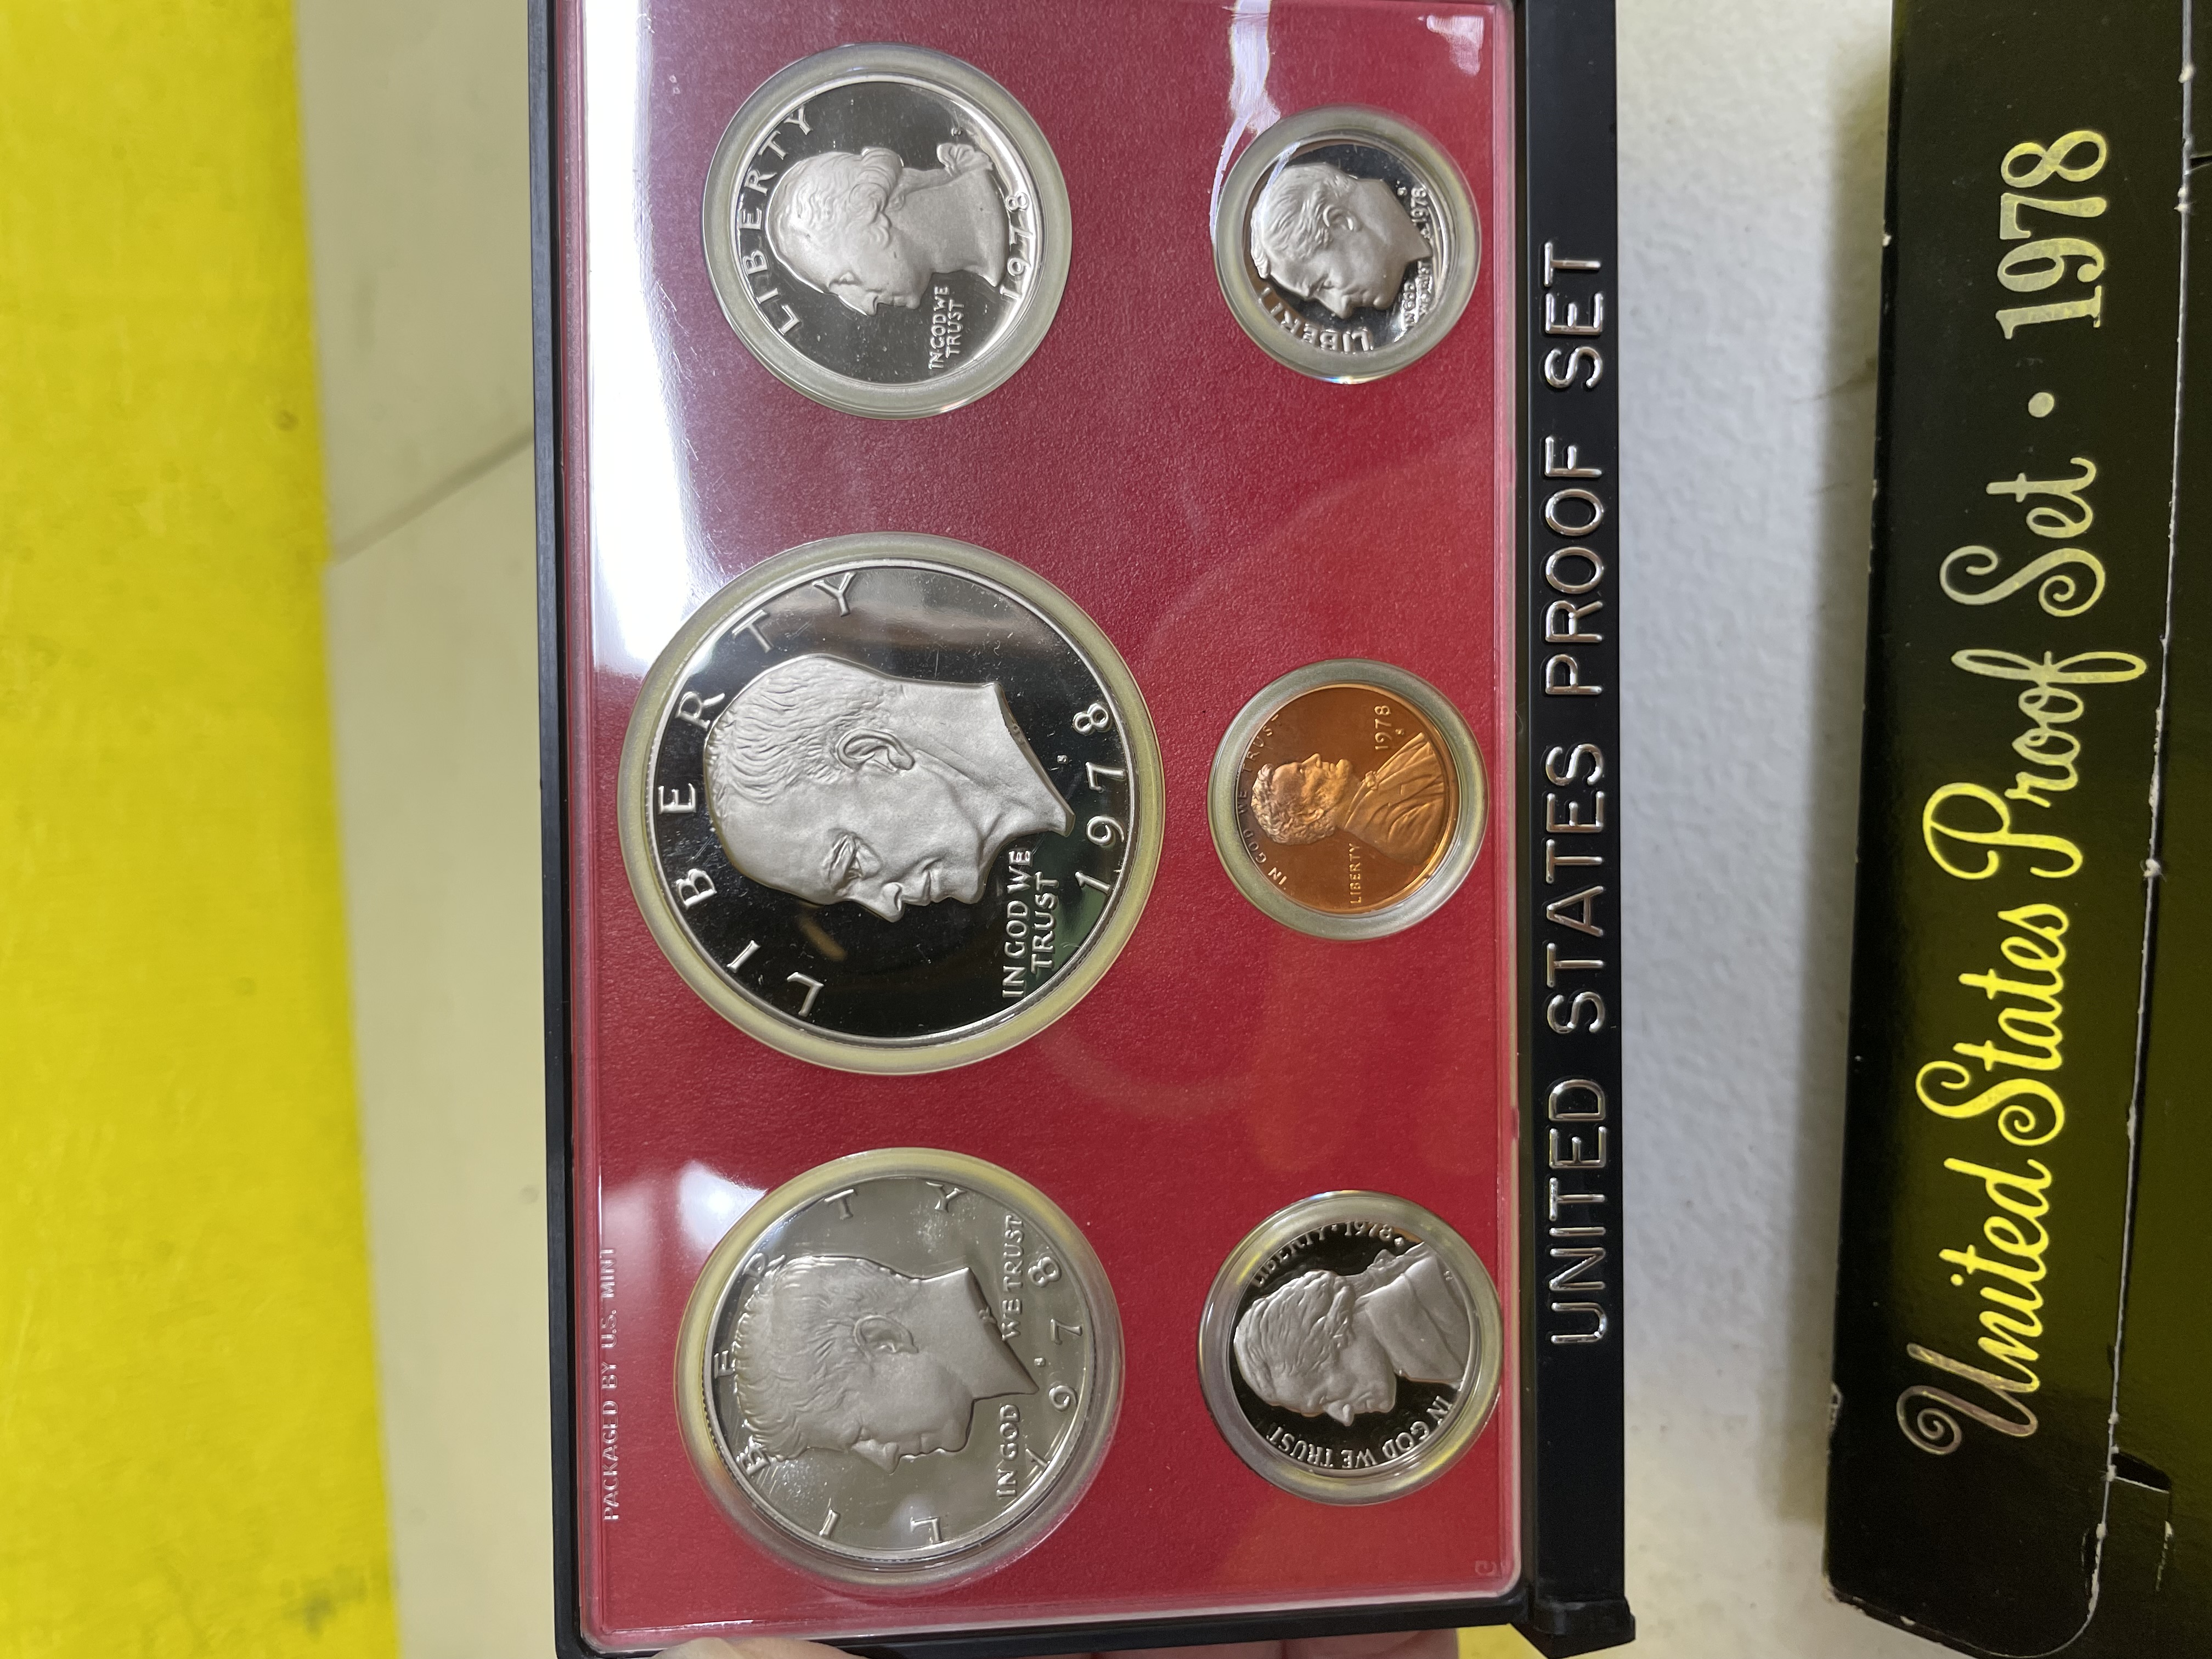 PACKAGED BY U.S. MINT
LIBERTY
IN GOD WE TRUST
S
1978
LIBERTY
IN GOD WE
TRUST
S
1978
LIBERTY
IN GOD WE
TRUST
S
1978
IN GOD WE TRUST
LIBERTY · 1978
IN GOD WE TRUST
LIBERTY
1978
S
LIBERTY
IN GOD
WE TRUST
1978
S
UNITED STATES PROOF SET
United States Proof Set · 1978